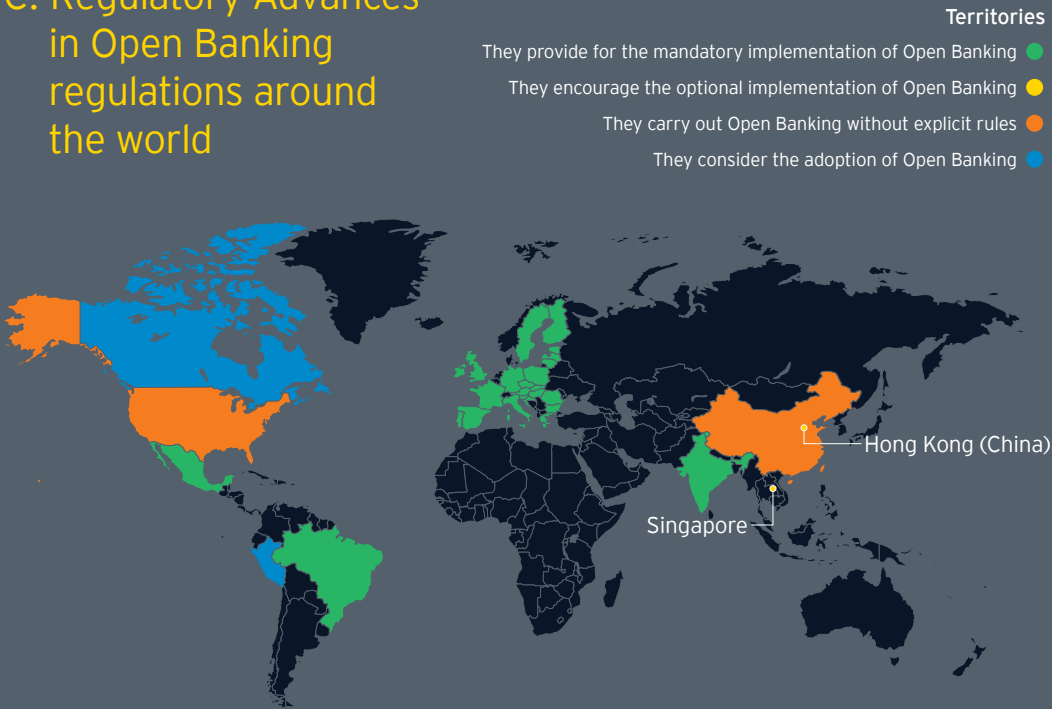 C. Regulatory Advances
in Open Banking
regulations around
the world
Territories
They provide for the mandatory implementation of Open Banking
They encourage the optional implementation of Open Banking
They carry out Open Banking without explicit rules
They consider the adoption of Open Banking
Hong Kong (China)
Singapore